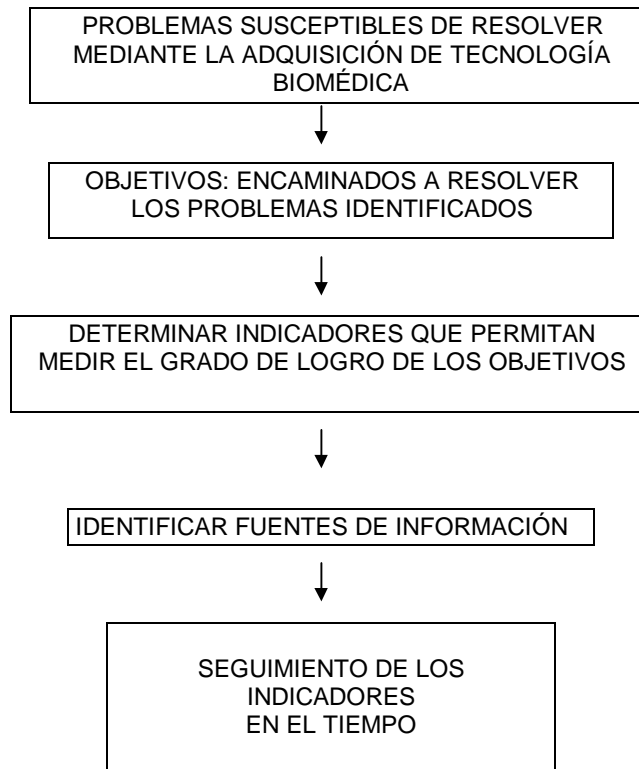 PROBLEMAS SUSCEPTIBLES DE RESOLVER
MEDIANTE LA ADQUISICIÓN DE TECNOLOGÍA
BIOMÉDICA
OBJETIVOS: ENCAMINADOS A RESOLVER
LOS PROBLEMAS IDENTIFICADOS
DETERMINAR INDICADORES QUE PERMITAN
MEDIR EL GRADO DE LOGRO DE LOS OBJETIVOS
IDENTIFICAR FUENTES DE INFORMACIÓN
SEGUIMIENTO DE LOS
INDICADORES
EN EL TIEMPO